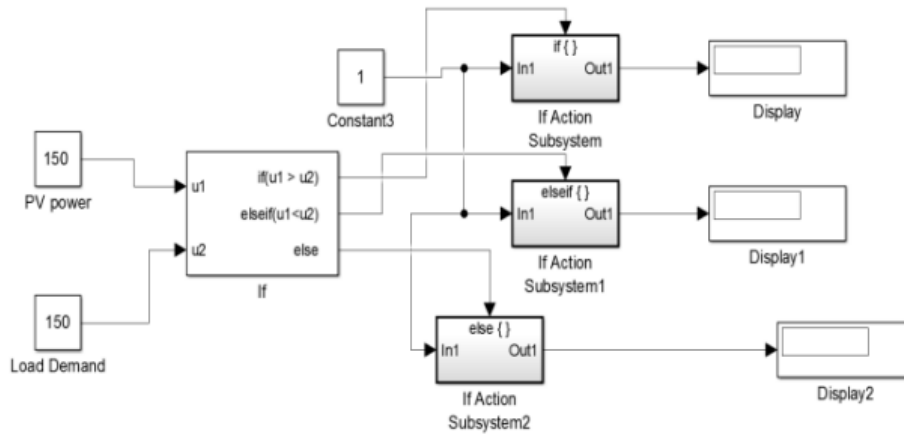 if { }
In1
Out1
1
Constant3
If Action
Subsystem
Display
150
PV power
u1
if(u1 > u2)
elseif(u1<u2)
u2
else
If
elseif { }
In1
Out1
If Action
Subsystem1
Display1
150
Load Demand
else { }
In1
Out1
If Action
Subsystem2
Display2